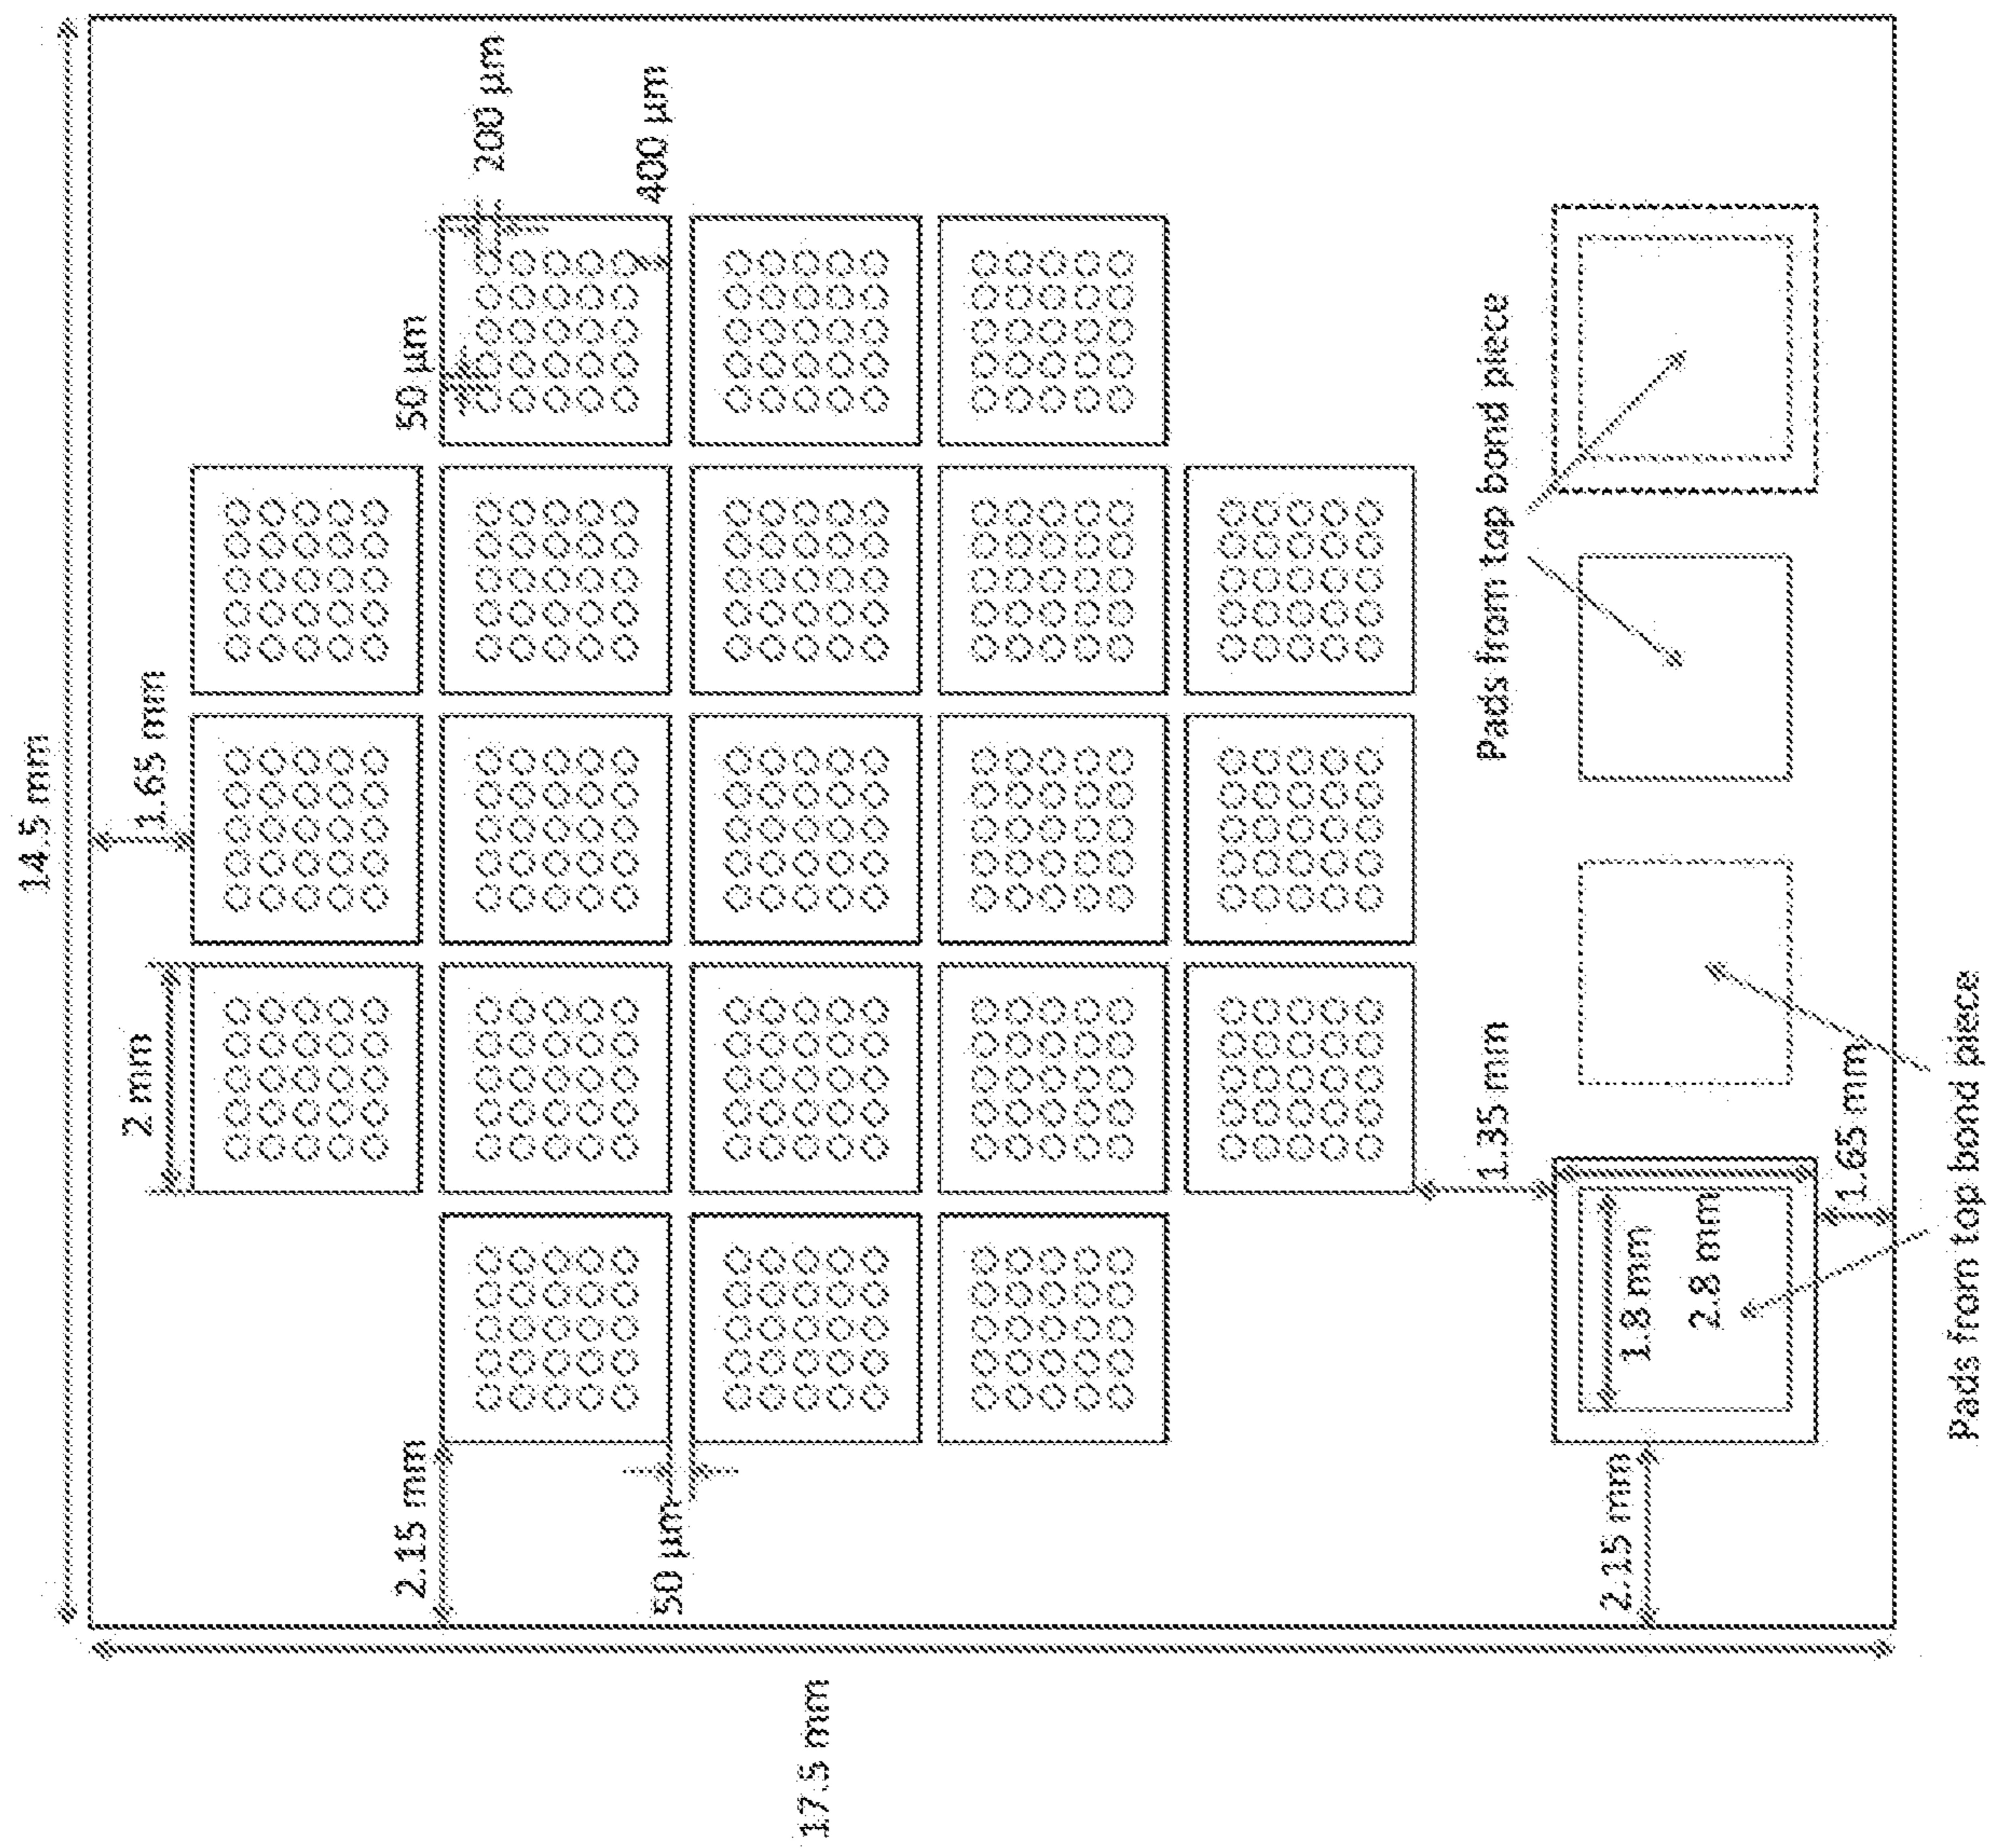 14.5 mm
17.5 mm
1.65 mm
2 mm
2.15 mm
50 µm
50 µm
200 µm
400 µm
1.35 mm
Pads from top bond piece
2.15 mm
1.8 mm
2.8 mm
1.65 mm
Pads from top bond piece